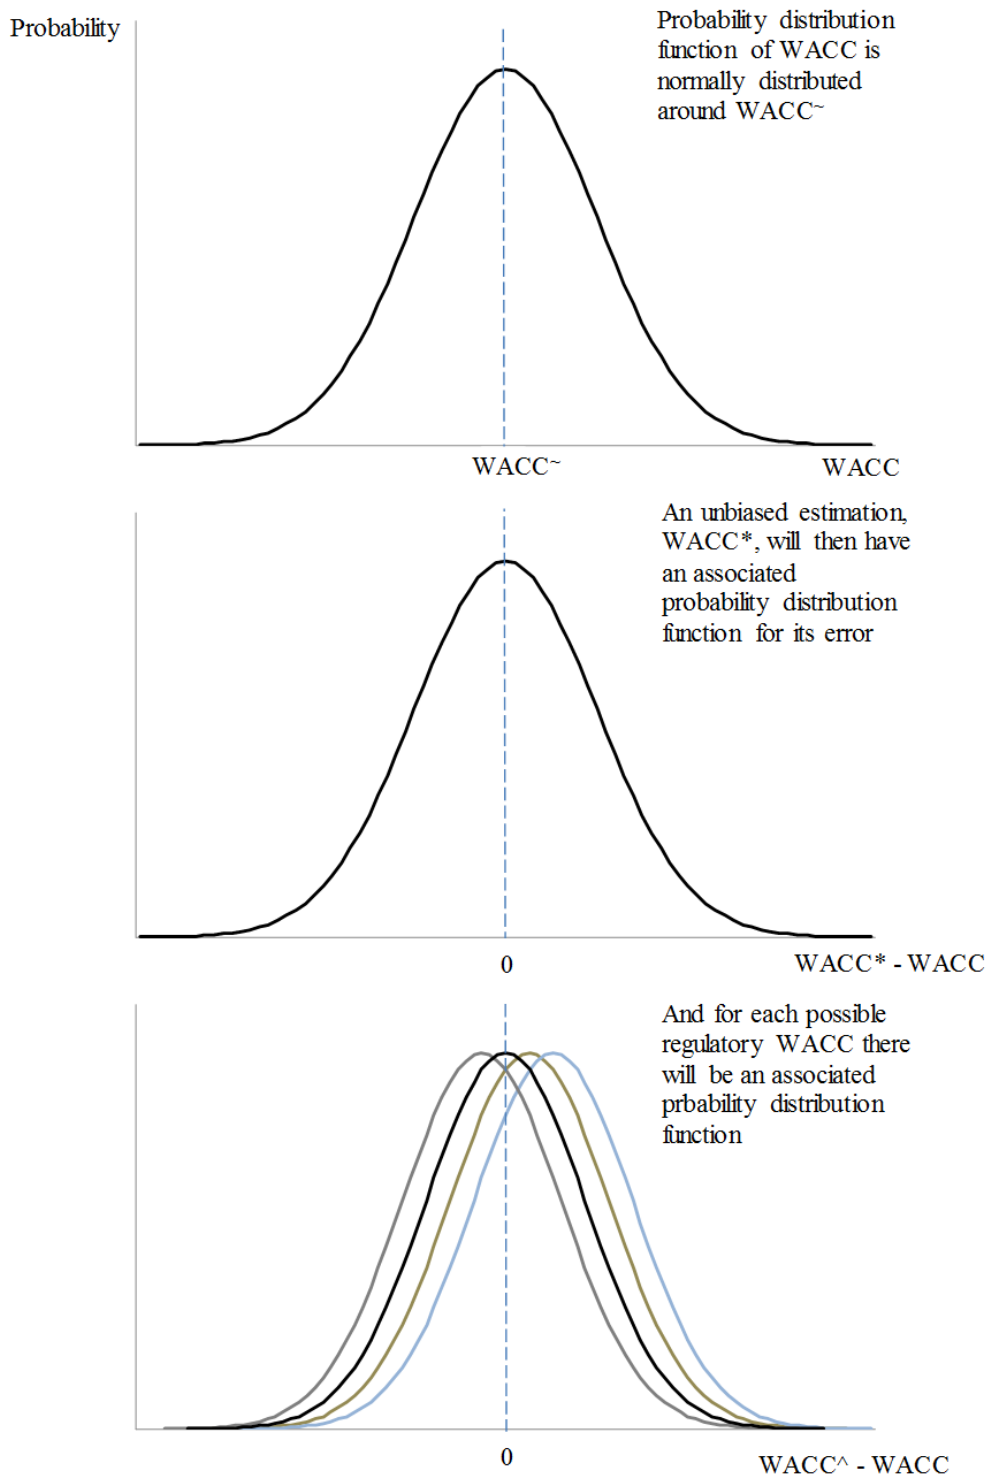 Probability
Probability distribution
function of WACC is
normally distributed
around WACC~
WACC~
WACC
An unbiased estimation,
WACC*, will then have
an associated
probability distribution
function for its error
0
WACC* - WACC
And for each possible
regulatory WACC there
will be an associated
prbability distribution
function
0
WACC^ - WACC